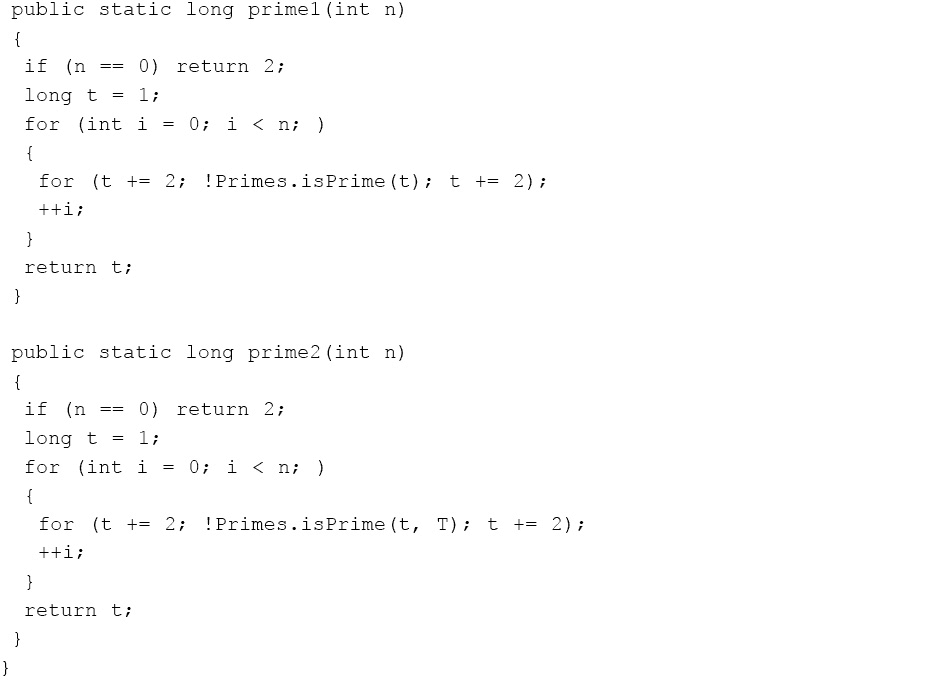 public static long prime1(int n)
{
if (n == 0) return 2;
long t = 1;
for (int i = 0; i < n; )
{
for (t += 2; !Primes.isPrime(t); t += 2);
++i;
}
return t;
}
public static long prime2(int n)
{
if (n == 0) return 2;
long t = 1;
for (int i = 0; i < n; )
{
for (t += 2; !Primes.isPrime(t, T); t += 2);
++i;
}
return t;
}
}